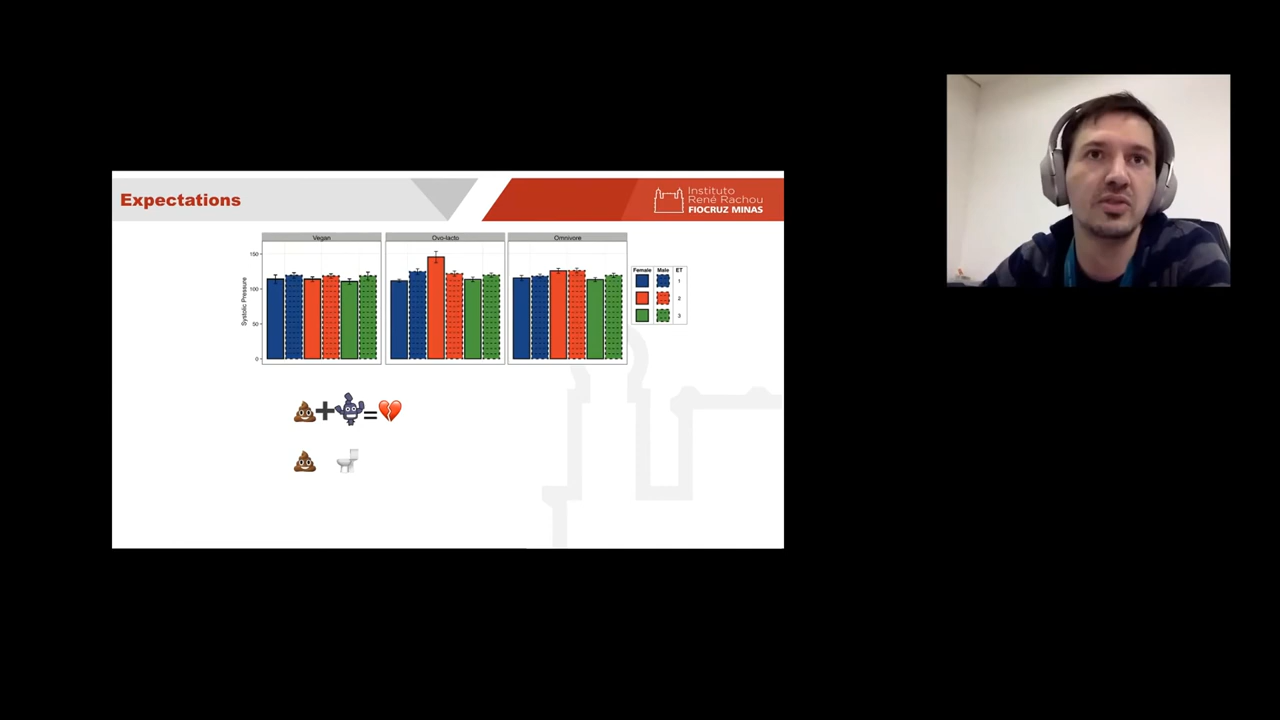 Expectations
Instituto
René Rachou
FIOCRUZ MINAS
Vegan
Ovo-lacto
Omnivore
Systolic Pressure
150
100
50
0
Female Male ET
1
2
3
+ =